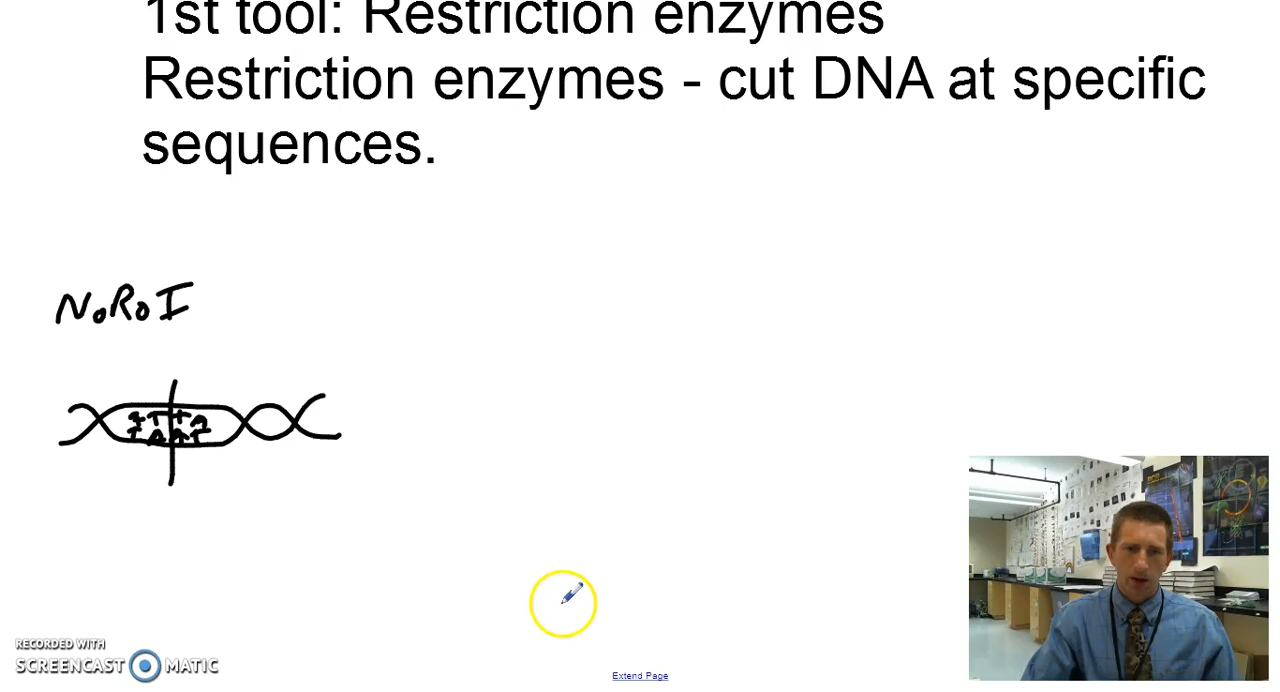 1st tool: Restriction enzymes
Restriction enzymes - cut DNA at specific
sequences.
NoRoI
RECORDED WITH
SCREENCAST MATIC
Extend Page